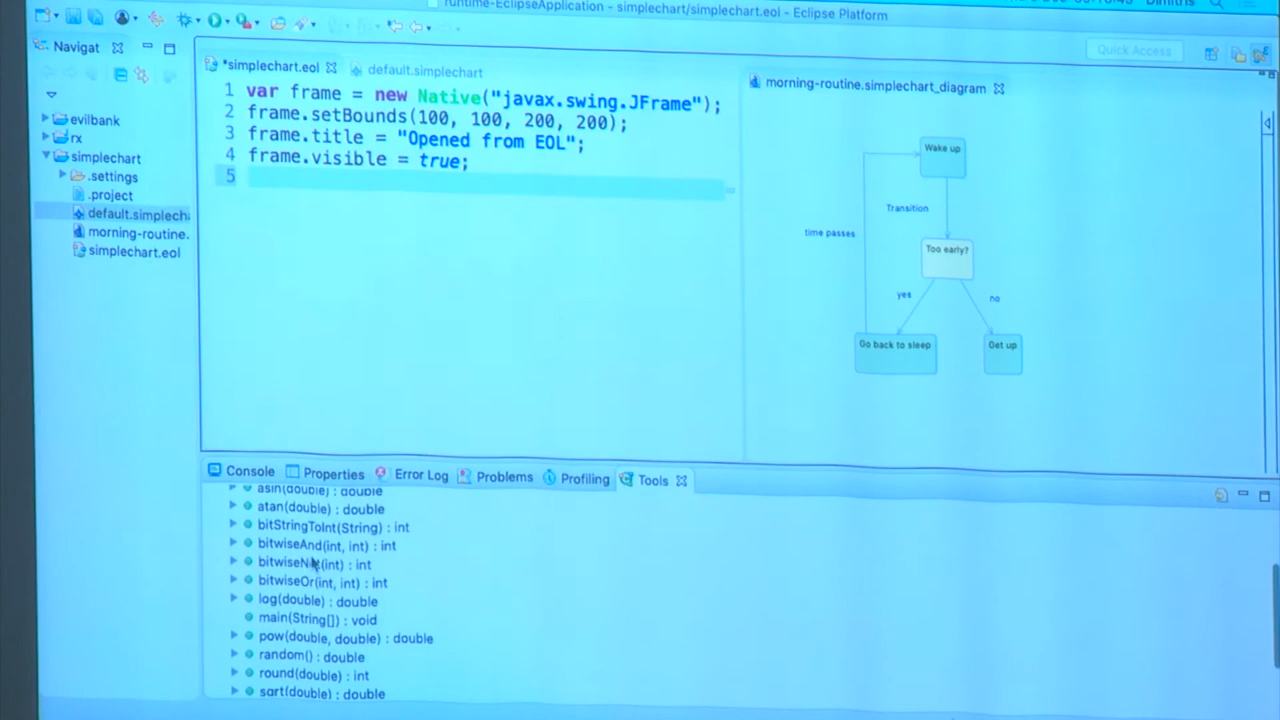 runtime-EclipseApplication - simplechart/simplechart.eol - Eclipse Platform
Dimitris
Quick Access
Navigat
*simplechart.eol
default.simplechart
morning-routine.simplechart_diagram
evilbank
rx
simplechart
.settings
.project
default.simplech
morning-routine.
simplechart.eol
1 var frame = new Native("javax.swing.JFrame");
2 frame.setBounds(100, 100, 200, 200);
3 frame.title = "Opened from EOL";
4 frame.visible = true;
5
Wake up
Transition
time passes
Too early?
yes
no
Go back to sleep
Get up
Console
Properties
Error Log
Problems
Profiling
Tools
asin(double) : double
atan(double) : double
bitStringToInt(String) : int
bitwiseAnd(int, int) : int
(int) : int
bitwiseOr(int, int) : int
log(double) : double
main(String[]) : void
pow(double, double) : double
random() : double
round(double) : int
sqrt(double) : double